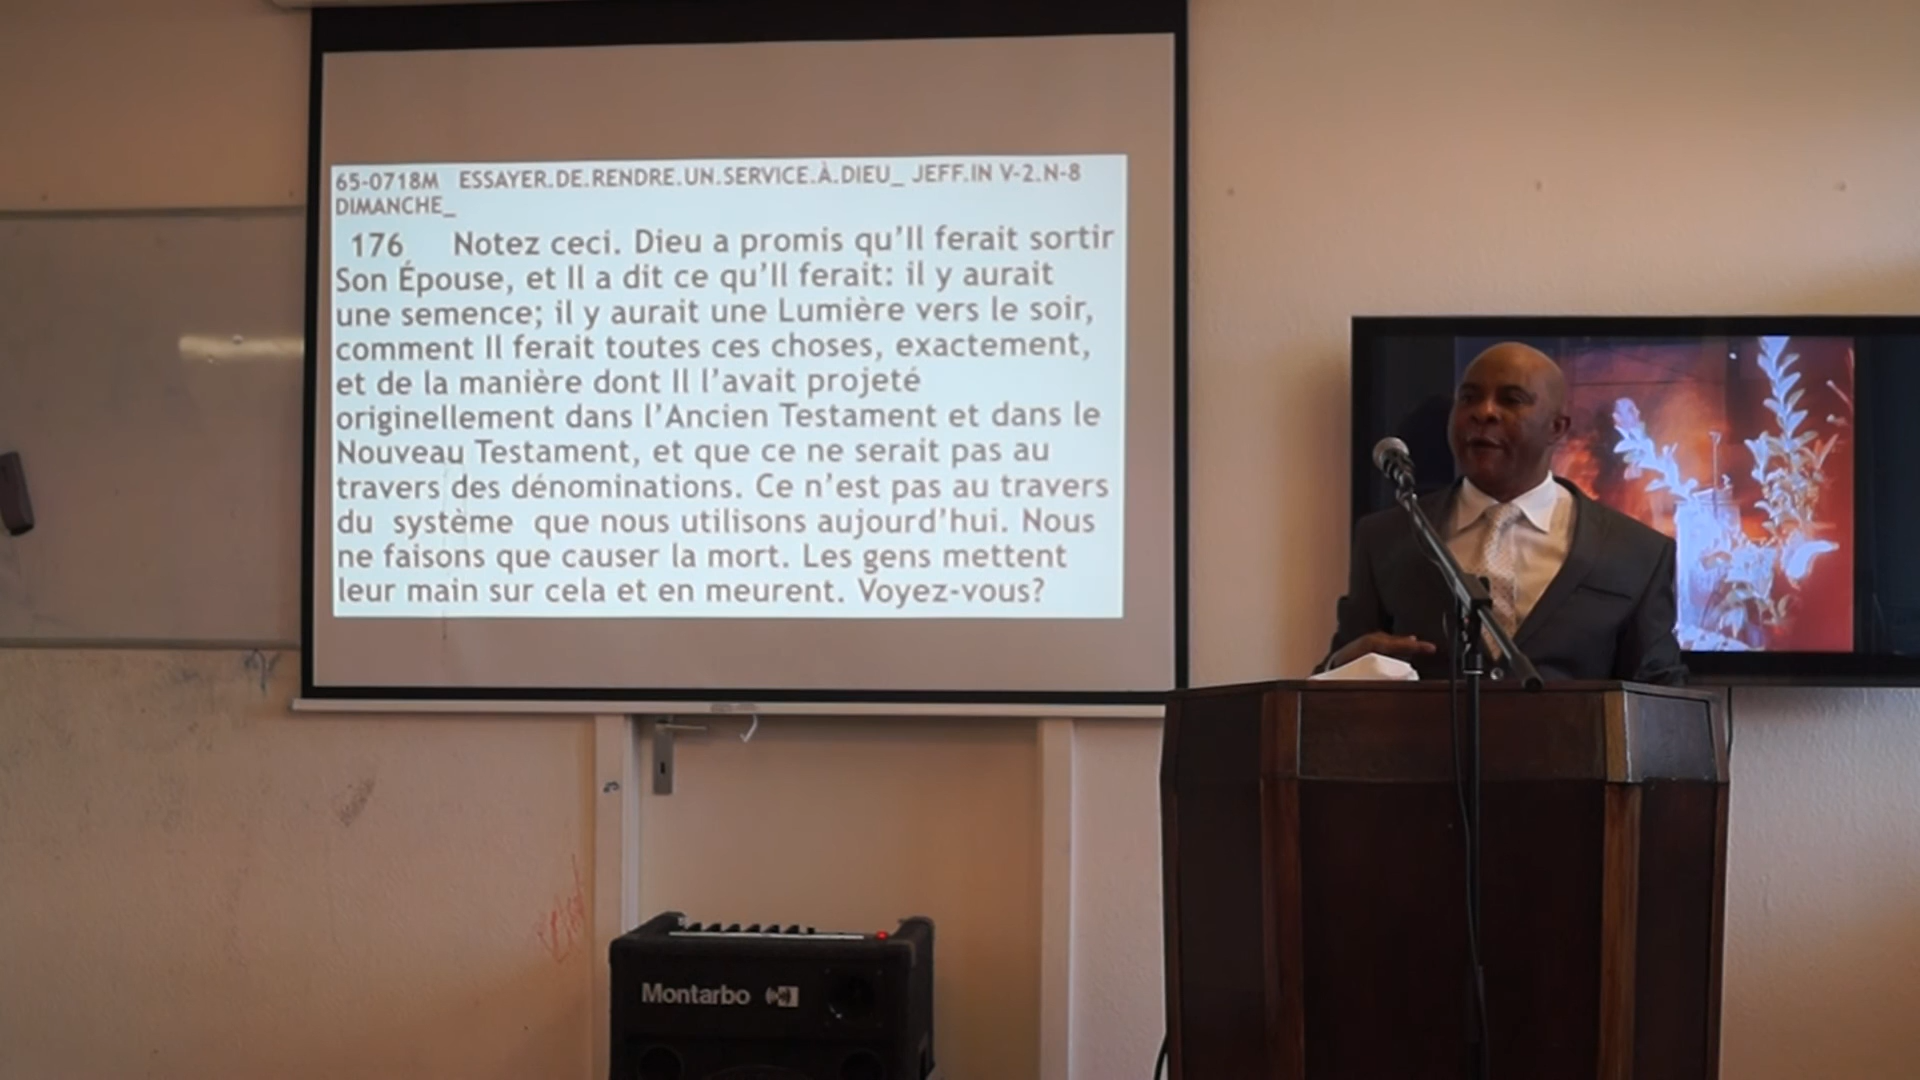 65-0718M ESSAYER.DE.RENDRE.UN.SERVICE.À.DIEU_ JEFF.IN V-2.N-8
DIMANCHE_
176 Notez ceci. Dieu a promis qu'Il ferait sortir
Son Épouse, et Il a dit ce qu'Il ferait: il y aurait
une semence; il y aurait une Lumière vers le soir,
comment Il ferait toutes ces choses, exactement,
et de la manière dont Il l'avait projeté
originellement dans l'Ancien Testament et dans le
Nouveau Testament, et que ce ne serait pas au
travers des dénominations. Ce n'est pas au travers
du système que nous utilisons aujourd'hui. Nous
ne faisons que causer la mort. Les gens mettent
leur main sur cela et en meurent. Voyez-vous?
Montarbo